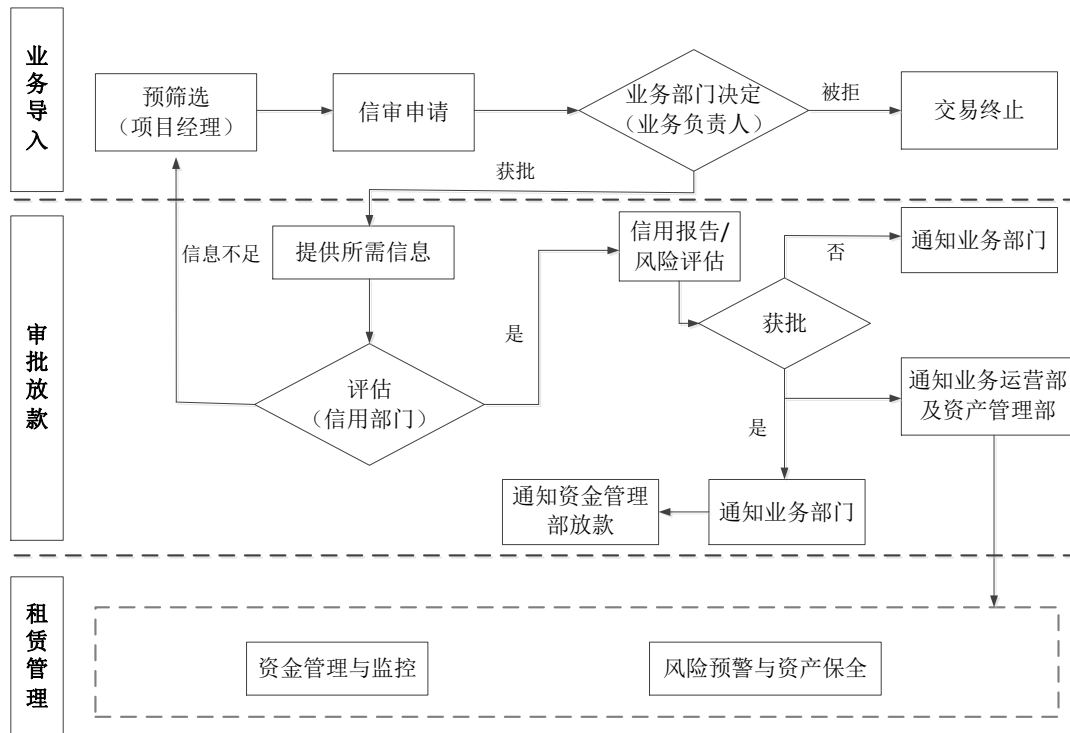 业务导入
预筛选
（项目经理）
信审申请
业务部门决定
（业务负责人）
被拒
交易终止
获批
审批放款
信息不足
提供所需信息
是
信用报告/
风险评估
否
通知业务部门
获批
评估
（信用部门）
是
通知业务运营部
及资产管理部
通知资金管理
部放款
通知业务部门
租赁管理
资金管理与监控
风险预警与资产保全